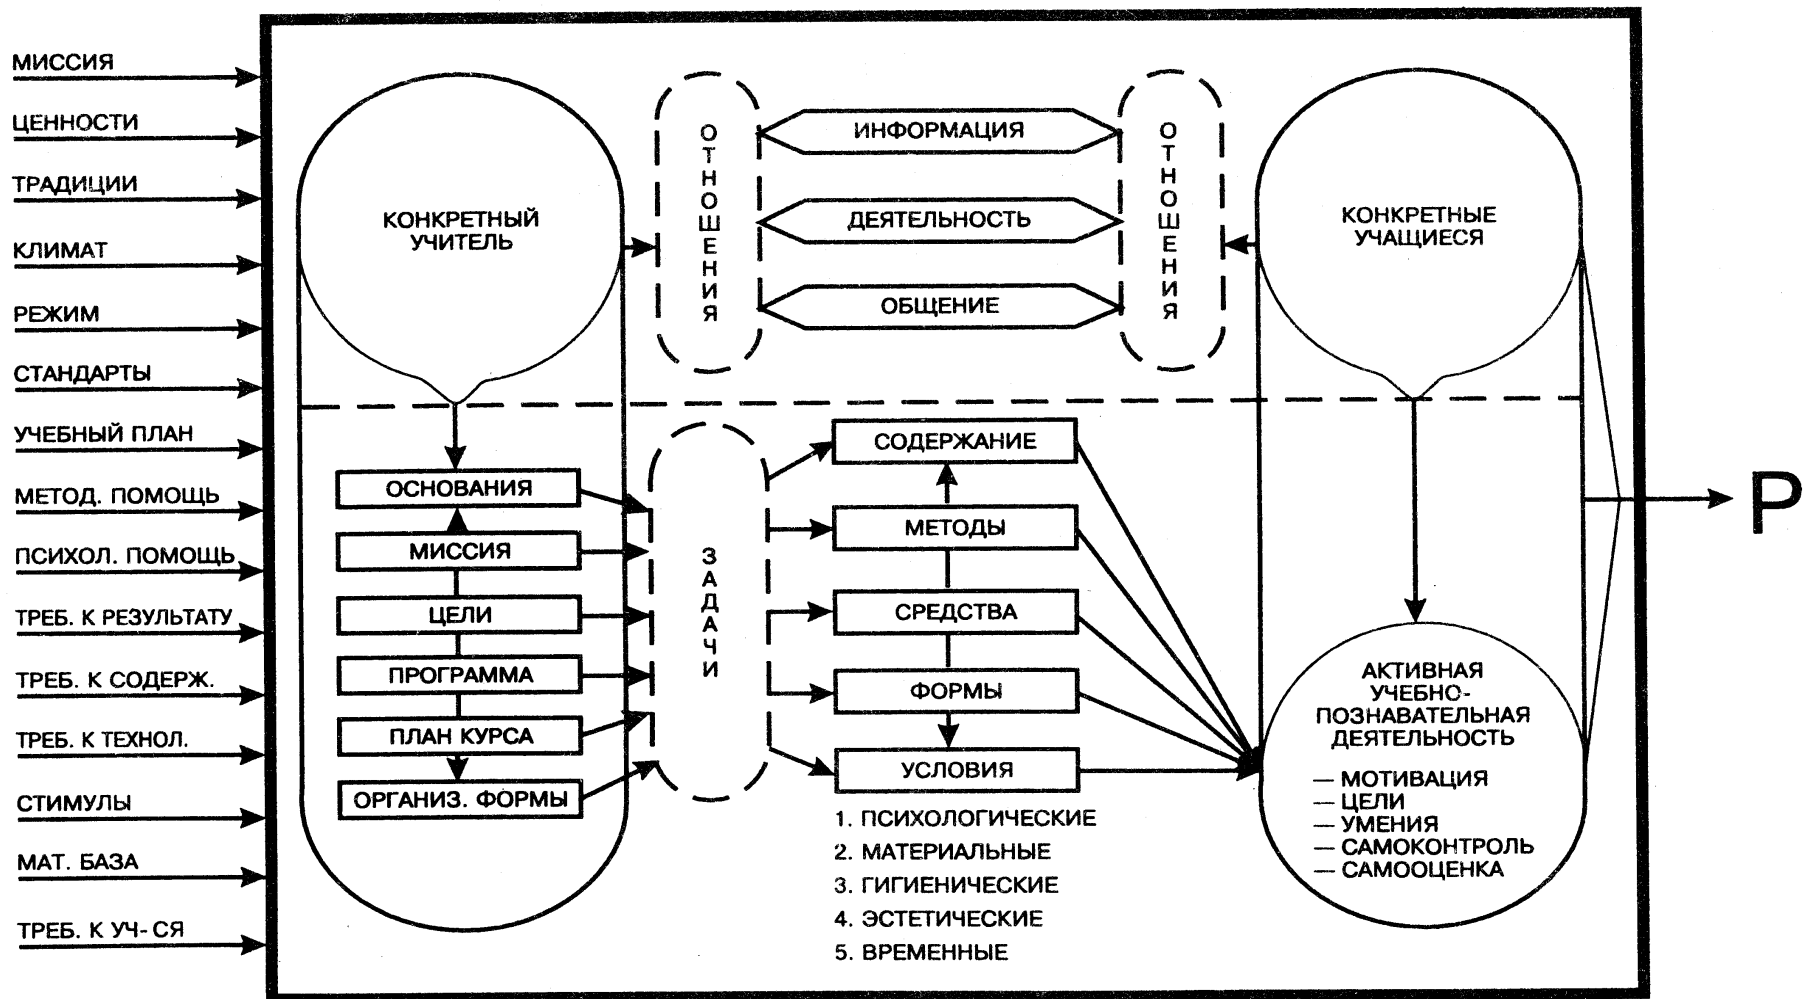 МИССИЯ
ЦЕННОСТИ
ТРАДИЦИИ
КЛИМАТ
РЕЖИМ
СТАНДАРТЫ
УЧЕБНЫЙ ПЛАН
МЕТОД. ПОМОЩЬ
ПСИХОЛ. ПОМОЩЬ
ТРЕБ. К РЕЗУЛЬТАТУ
ТРЕБ. К СОДЕРЖ.
ТРЕБ. К ТЕХНОЛ.
СТИМУЛЫ
МАТ. БАЗА
ТРЕБ. К УЧ-СЯ
КОНКРЕТНЫЙ
УЧИТЕЛЬ
ОТНОШЕНИЯ
ИНФОРМАЦИЯ
ДЕЯТЕЛЬНОСТЬ
ОБЩЕНИЕ
ОТНОШЕНИЯ
КОНКРЕТНЫЕ
УЧАЩИЕСЯ
ОСНОВАНИЯ
МИССИЯ
ЦЕЛИ
ПРОГРАММА
ПЛАН КУРСА
ОРГАНИЗ. ФОРМЫ
ЗАДАЧИ
СОДЕРЖАНИЕ
МЕТОДЫ
СРЕДСТВА
ФОРМЫ
УСЛОВИЯ
1. ПСИХОЛОГИЧЕСКИЕ
2. МАТЕРИАЛЬНЫЕ
3. ГИГИЕНИЧЕСКИЕ
4. ЭСТЕТИЧЕСКИЕ
5. ВРЕМЕННЫЕ
АКТИВНАЯ
УЧЕБНО-
ПОЗНАВАТЕЛЬНАЯ
ДЕЯТЕЛЬНОСТЬ
— МОТИВАЦИЯ
— ЦЕЛИ
— УМЕНИЯ
— САМОКОНТРОЛЬ
— САМООЦЕНКА
Р